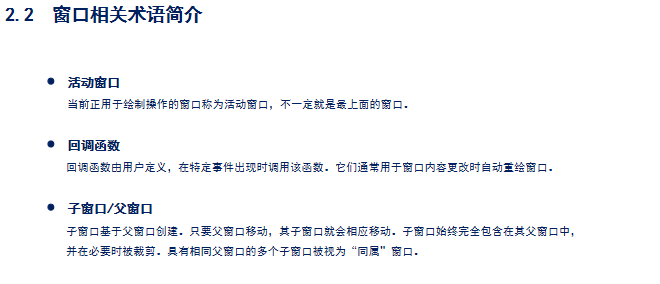 2.2 窗口相关术语简介
● 活动窗口
当前正用于绘制操作的窗口称为活动窗口，不一定就是最上面的窗口。
● 回调函数
回调函数由用户定义，在特定事件出现时调用该函数．它们通常用于窗口内容更改时自动重绘窗口．
● 子窗口/父窗口
子窗口基于父窗口创建．只要父窗口移动，其子窗口就会相应移动．子窗口始终完全包含在其父窗口中，
并在必要时被裁剪．具有相同父窗口的多个子窗口被视为“同属”窗口．